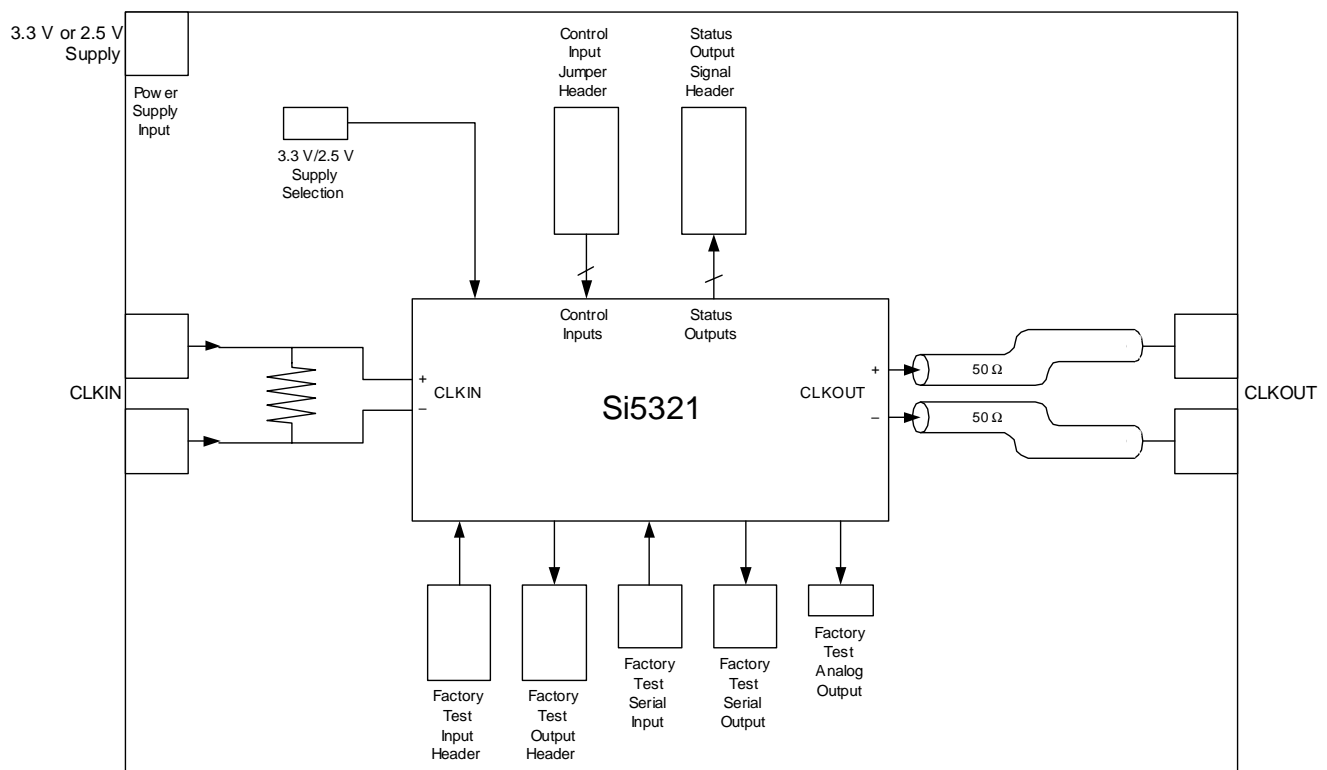 3.3 V or 2.5 V
Supply
Power
Supply
Input
3.3 V/2.5 V
Supply
Selection
Control
Input
Jumper
Header
Status
Output
Signal
Header
Control
Inputs
Status
Outputs
CLKIN
+
–
CLKIN
Si5321
CLKOUT
+
–
50 Ω
50 Ω
CLKOUT
Factory
Test
Input
Header
Factory
Test
Output
Header
Factory
Test
Serial
Input
Factory
Test
Serial
Output
Factory
Test
Analog
Output